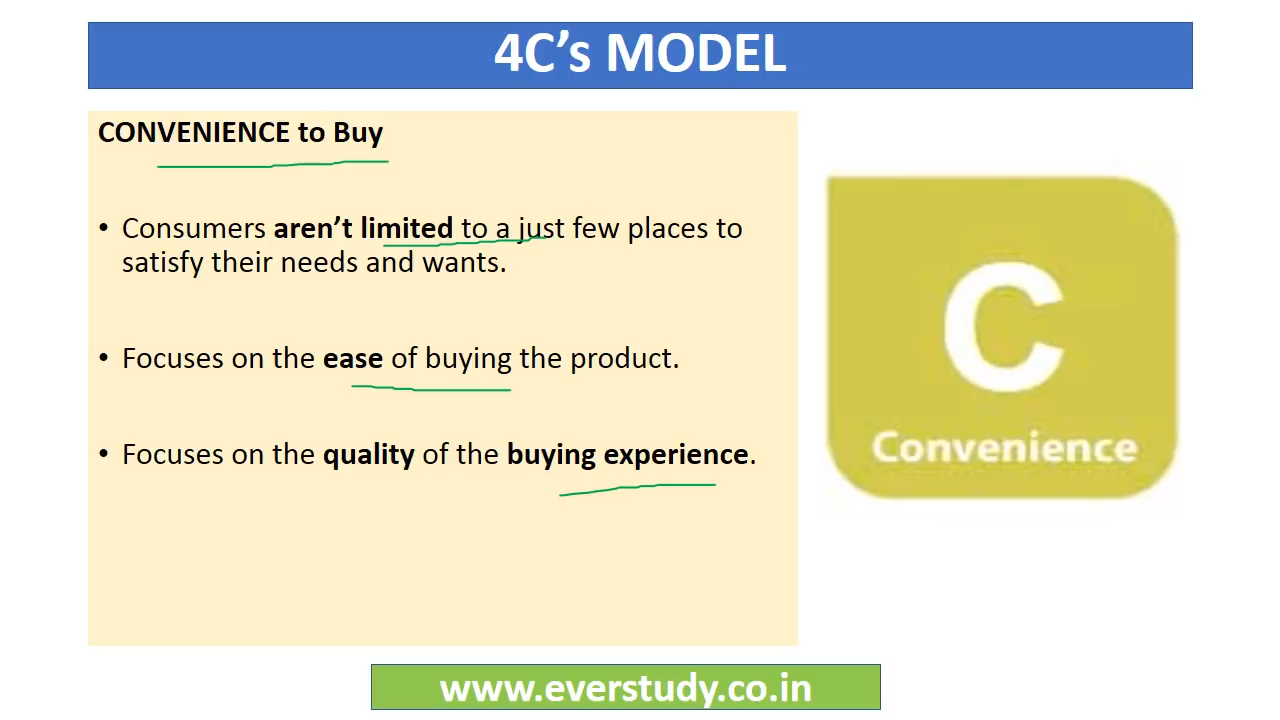 4C’s MODEL
CONVENIENCE to Buy
• Consumers aren’t limited to a just few places to
satisfy their needs and wants.
• Focuses on the ease of buying the product.
• Focuses on the quality of the buying experience.
C
Convenience
www.everstudy.co.in